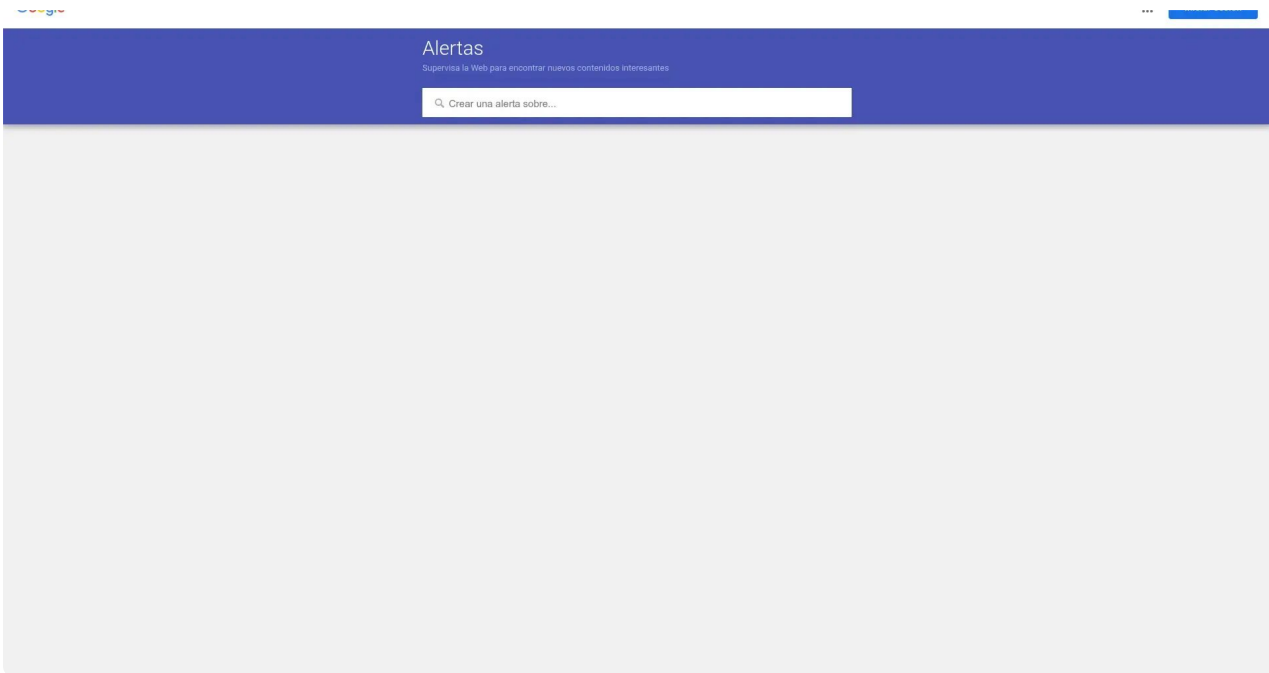 Alertas
Supervisa la Web para encontrar nuevos contenidos interesantes
Crear una alerta sobre...